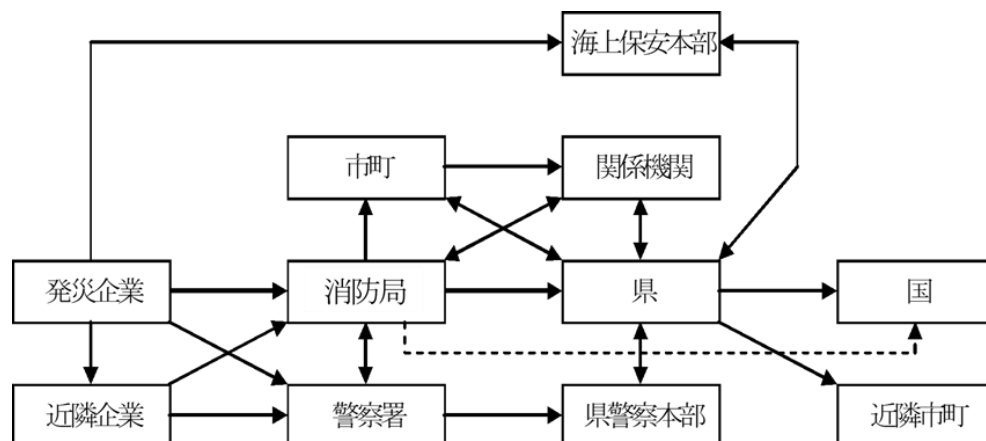 海上保安本部
市町
関係機関
発災企業
消防局
県
国
近隣企業
警察署
県警察本部
近隣市町